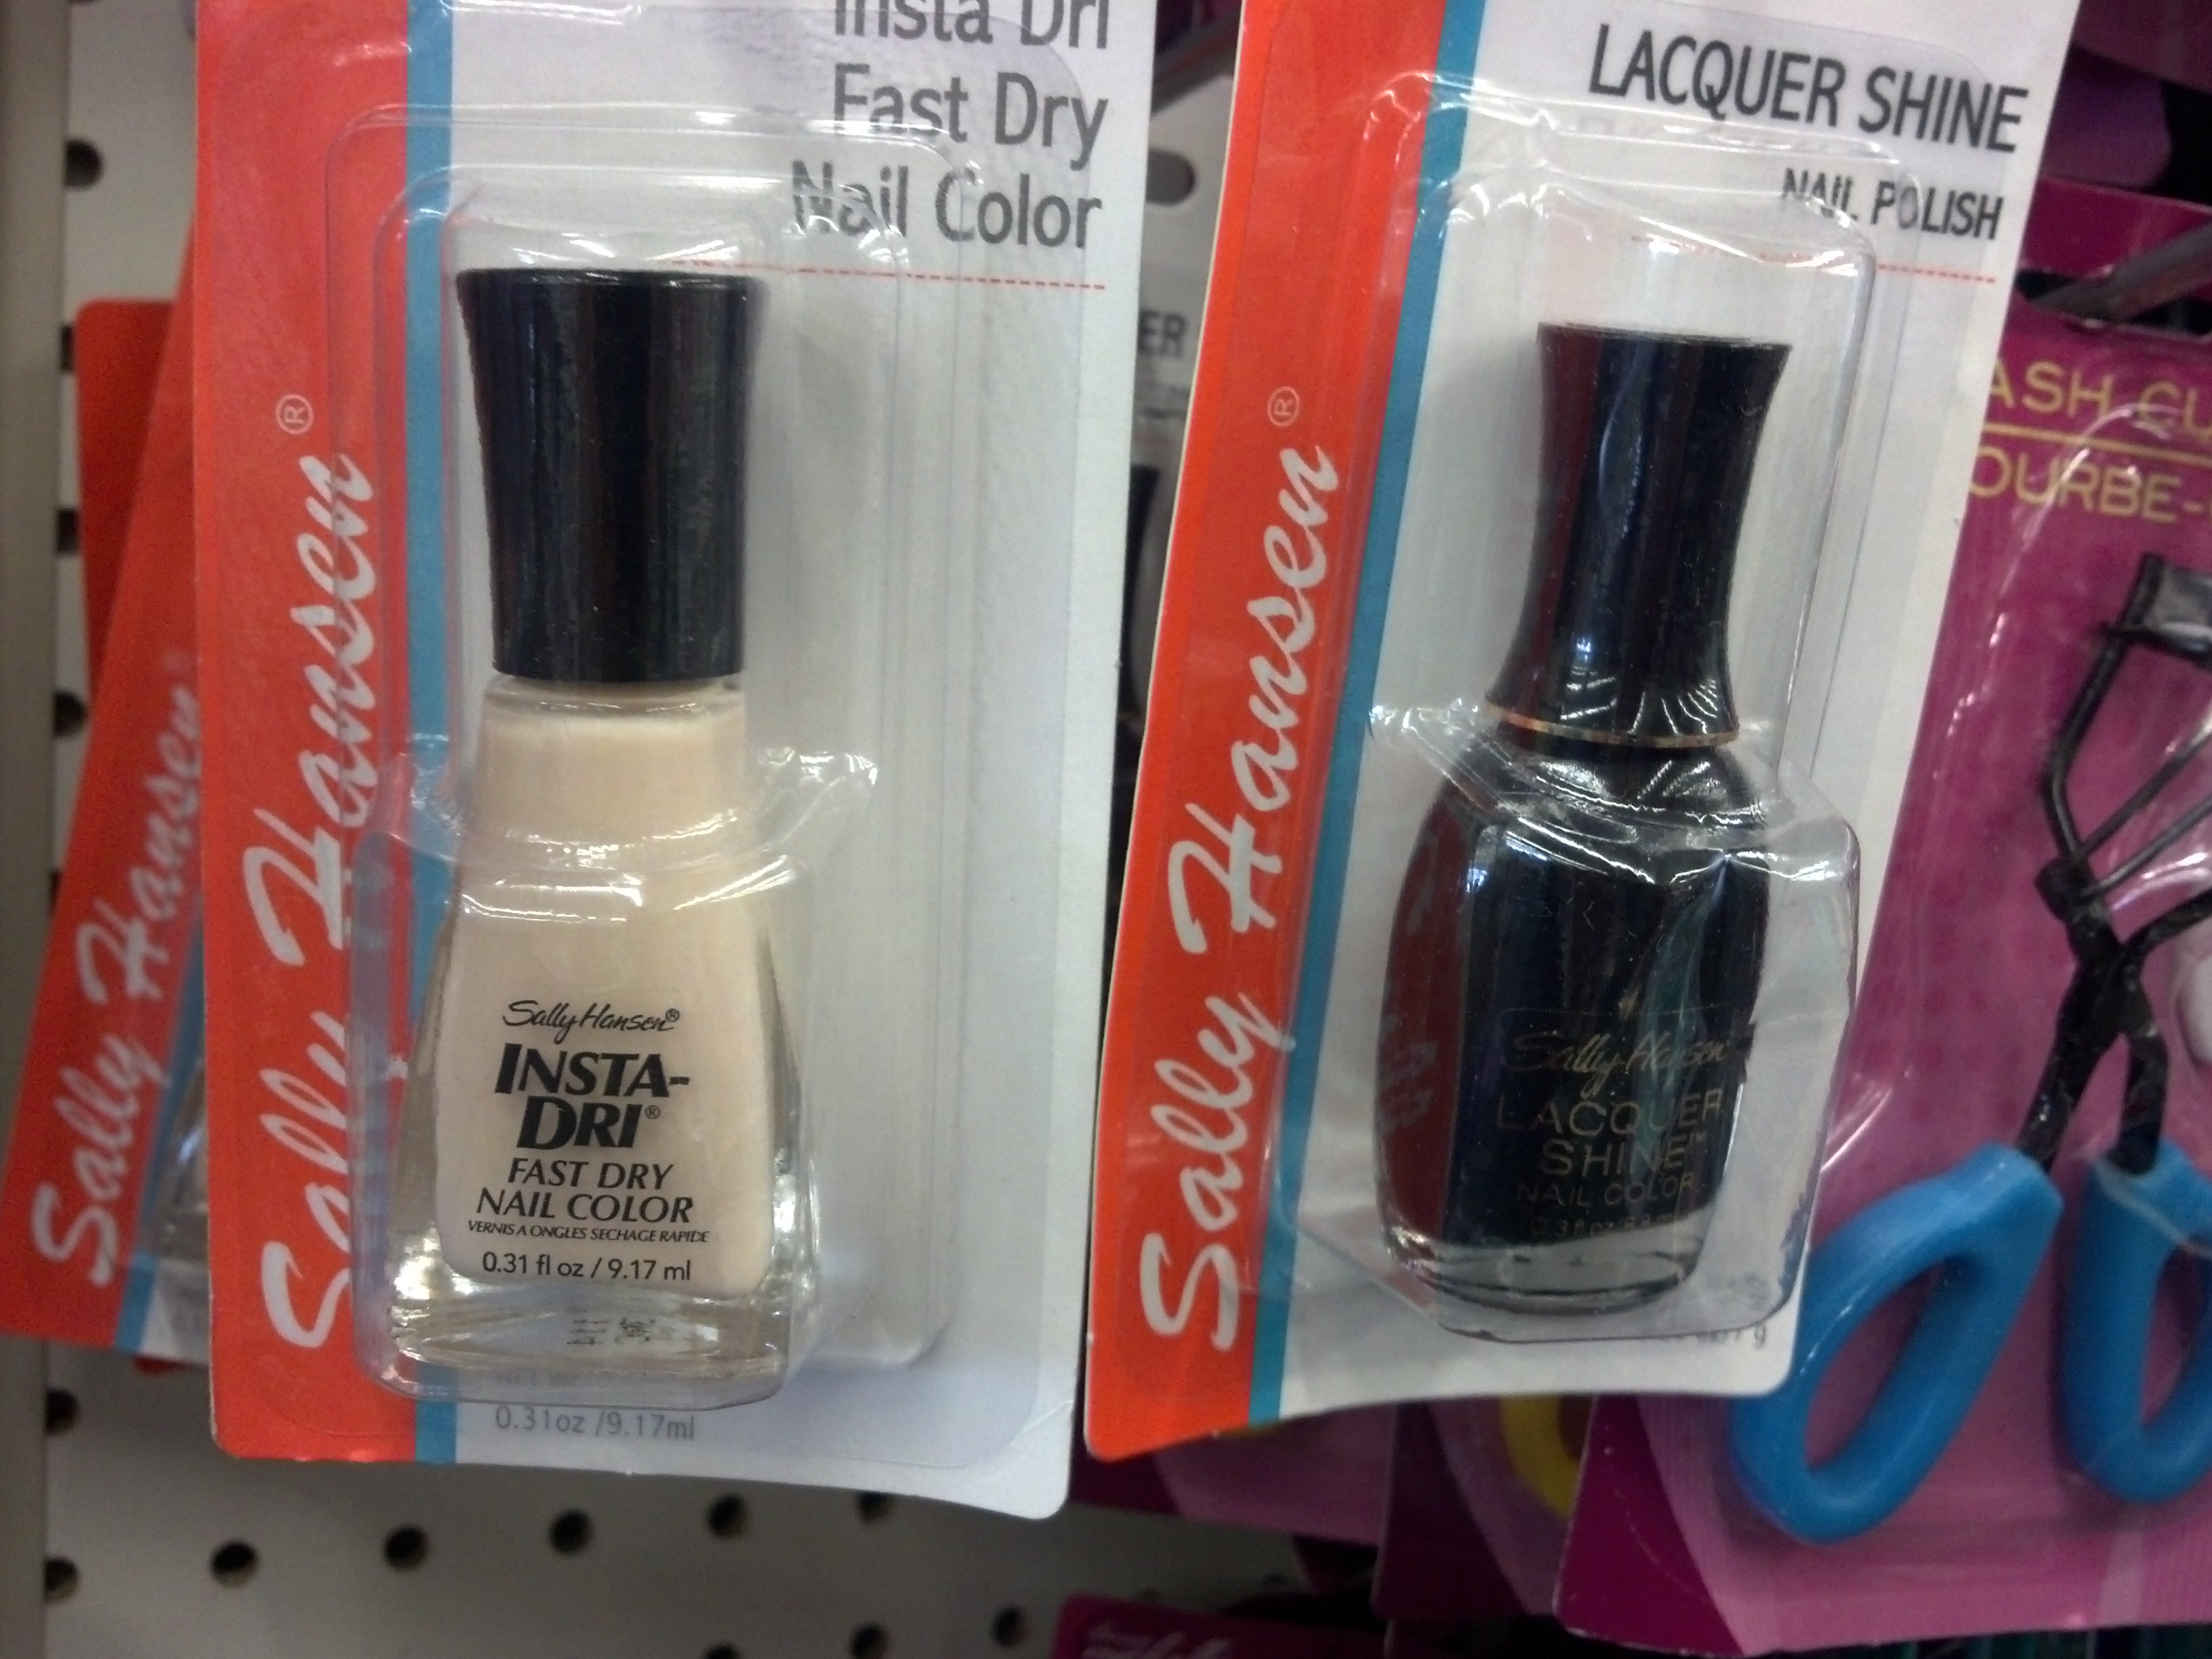 Insta Dri
Fast Dry
Nail Color
Sally Hansen®
Sally Hansen®
INSTA-
DRI®
FAST DRY
NAIL COLOR
VERNIS A ONGLES SECHAGE RAPIDE
0.31 fl oz / 9.17 ml
0.31oz /9.17ml
Sally Hansen
LACQUER SHINE
NAIL POLISH
Sally Hansen®
Sally Hansen
LACQUER
SHINE™
NAIL COLOR
ER
ASH CU
OURBE-